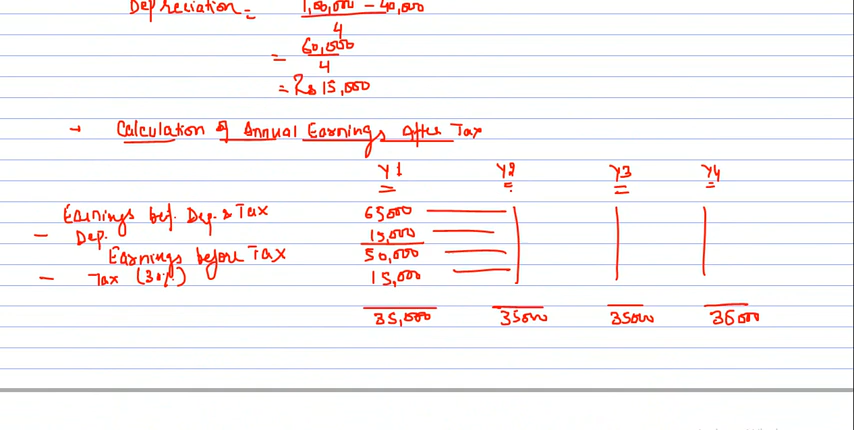 Depreciation = 1,00,000 - 40,000
4
= 60,000
4
= Rs 15,000
→ Calculation of Annual Earnings After Tax
Y1 Y2 Y3 Y4
Earnings bef. Dep. & Tax 65000
- Dep. 15,000
Earnings before Tax 50,000
- Tax (30%) 15,000
35,000 35000 35000 35000